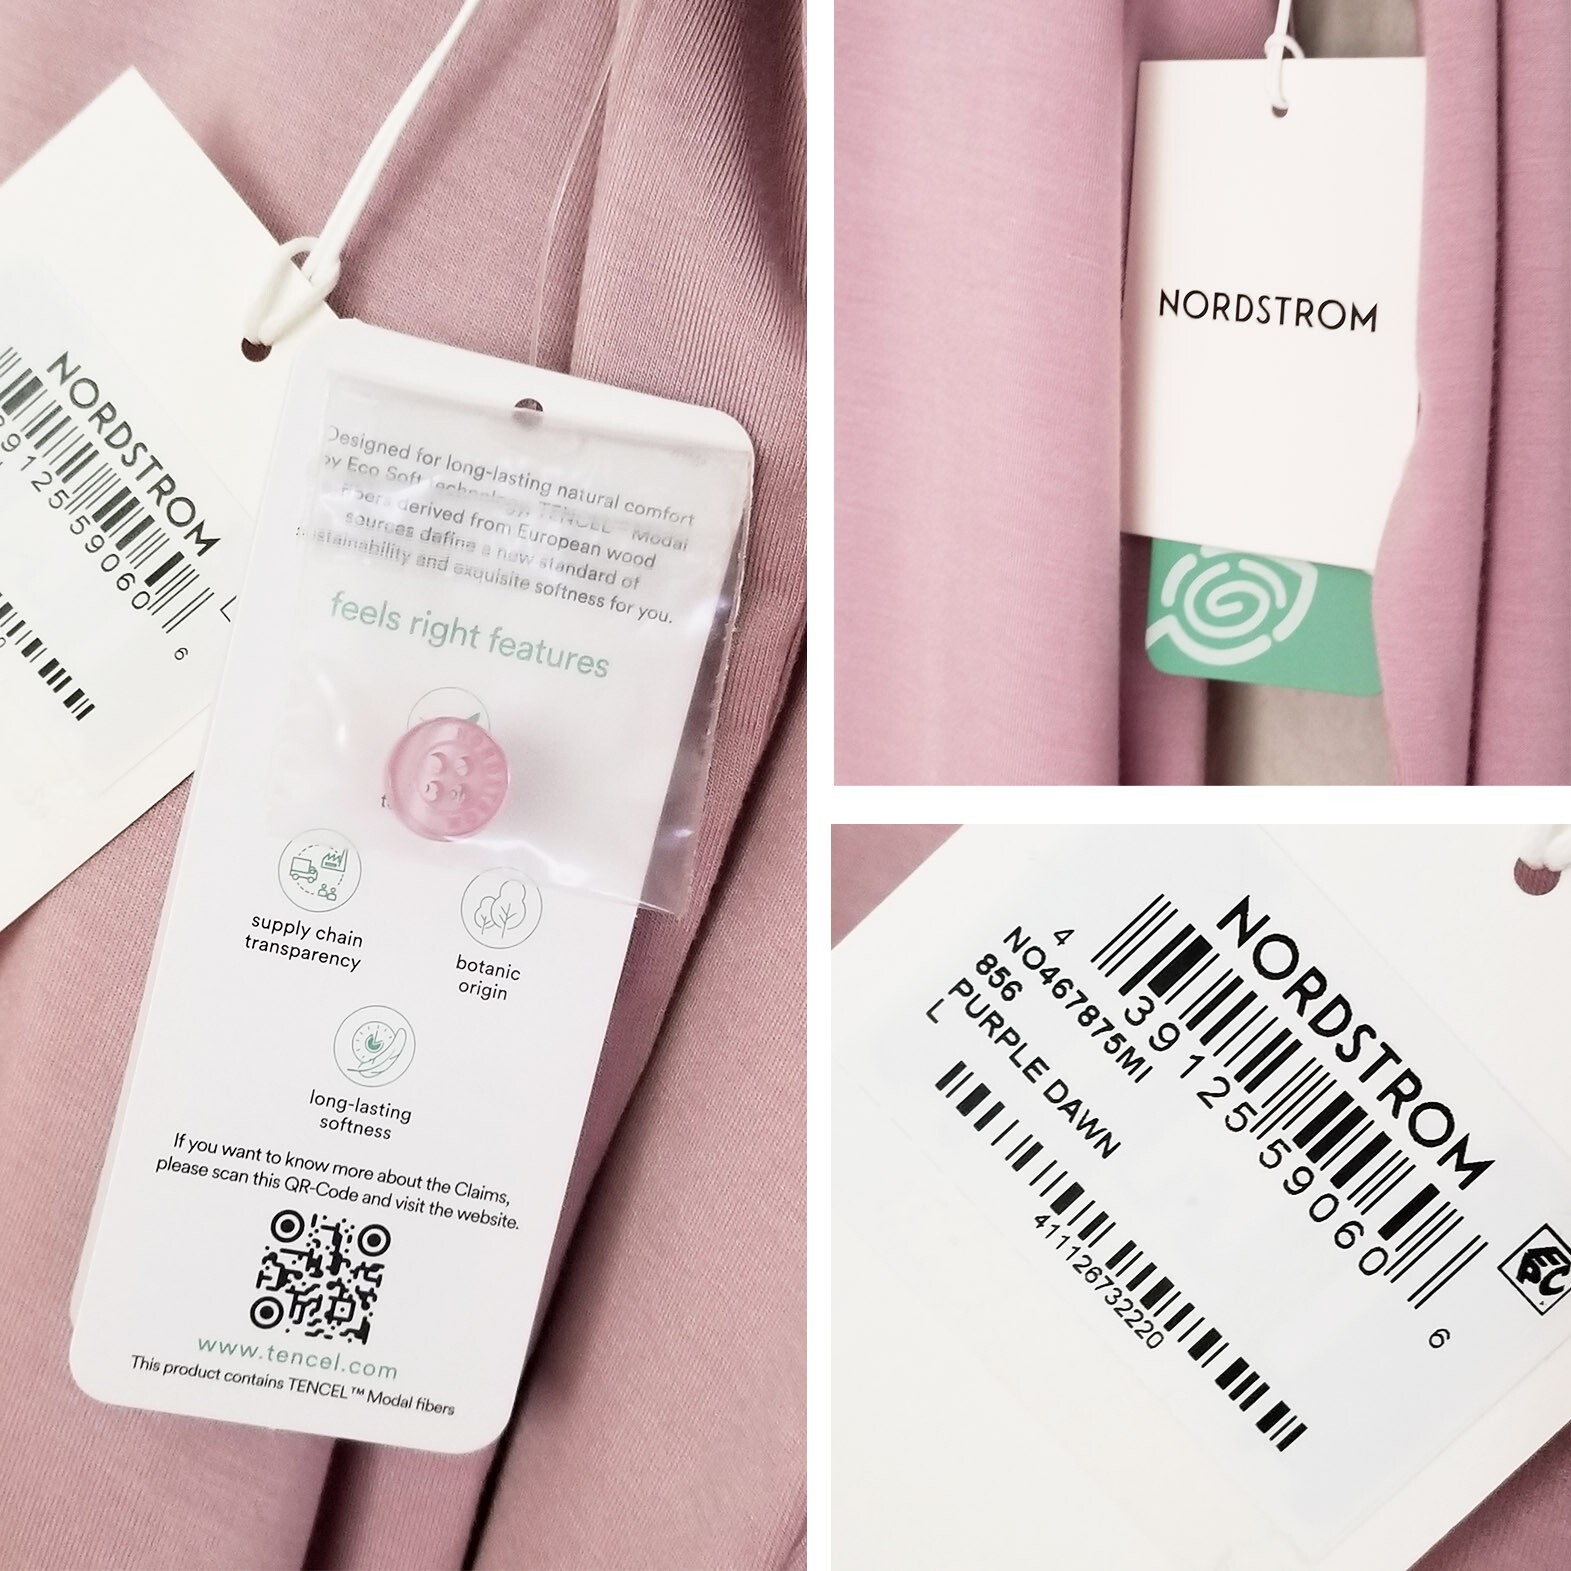 NORDSTROM
39125 59060
6
L
Designed for long-lasting natural comfort
by Eco Soft technology, TENCEL™ Modal
fibers derived from European wood
sources define a new standard of
sustainability and exquisite softness for you.
feels right features
supply chain
transparency
botanic
origin
long-lasting
softness
If you want to know more about the Claims,
please scan this QR-Code and visit the website.
www.tencel.com
This product contains TENCEL™ Modal fibers
NORDSTROM
NORDSTROM
4 39125 59060 6
NO467875MI
856
PURPLE DAWN
L
411126732220
EPC